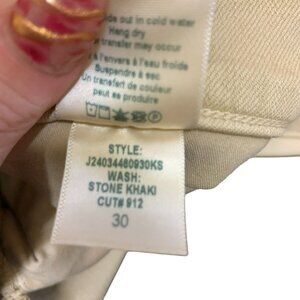 out in cold water
Hang dry
transfer may occur
à l'envers à l'eau froide
Suspendre à sec
Un transfert de couleur
peut se produire
STYLE:
J24034460930KS
WASH:
STONE KHAKI
CUT# 912
30